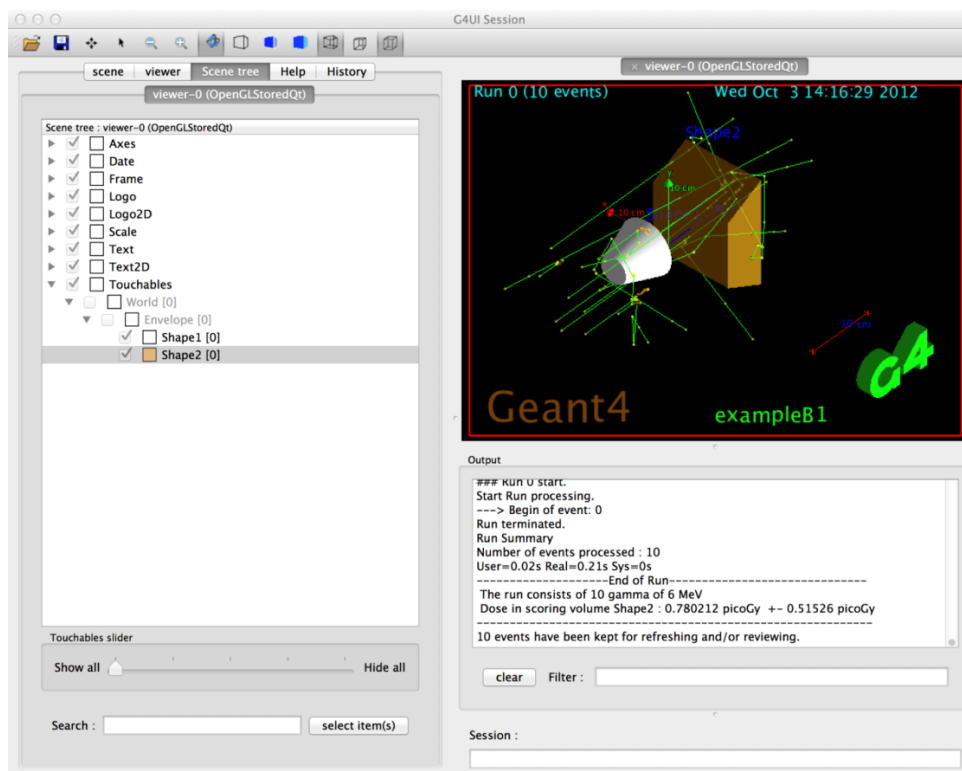 G4UI Session
scene viewer Scene tree Help History
viewer-0 (OpenGLStoredQt)
Scene tree : viewer-0 (OpenGLStoredQt)
Axes
Date
Frame
Logo
Logo2D
Scale
Text
Text2D
Touchables
World [0]
Envelope [0]
Shape1 [0]
Shape2 [0]
Touchables slider
Show all Hide all
Search : select item(s)
× viewer-0 (OpenGLStoredQt)
Run 0 (10 events) Wed Oct 3 14:16:29 2012
Shape2
y
10 cm
x
10 cm
10 cm
G4
Geant4 exampleB1
Output
### Run 0 start.
Start Run processing.
---> Begin of event: 0
Run terminated.
Run Summary
Number of events processed : 10
User=0.02s Real=0.21s Sys=0s
--------------------End of Run------------------------------
The run consists of 10 gamma of 6 MeV
Dose in scoring volume Shape2 : 0.780212 picoGy +- 0.51526 picoGy
------------------------------------------------------------
10 events have been kept for refreshing and/or reviewing.
clear Filter :
Session :